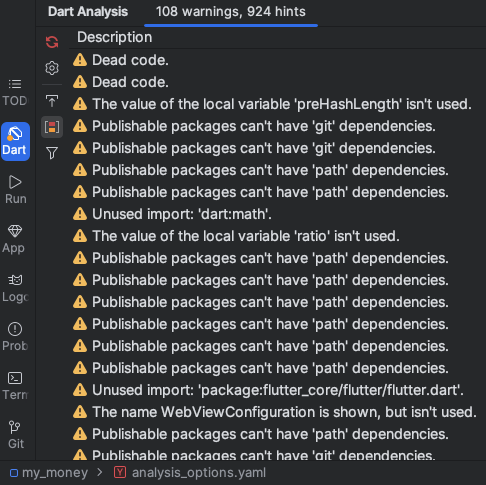 Dart Analysis 108 warnings, 924 hints
Description
Dead code.
Dead code.
TOD
The value of the local variable 'preHashLength' isn't used.
Publishable packages can't have 'git' dependencies.
Dart
Publishable packages can't have 'git' dependencies.
Publishable packages can't have 'path' dependencies.
Publishable packages can't have 'path' dependencies.
Run
Unused import: 'dart:math'.
The value of the local variable 'ratio' isn't used.
App
Publishable packages can't have 'path' dependencies.
Publishable packages can't have 'path' dependencies.
Logc
Publishable packages can't have 'path' dependencies.
Publishable packages can't have 'path' dependencies.
Prob
Publishable packages can't have 'path' dependencies.
Publishable packages can't have 'path' dependencies.
Terr
Unused import: 'package:flutter_core/flutter/flutter.dart'.
The name WebViewConfiguration is shown, but isn't used.
Publishable packages can't have 'path' dependencies.
Git
Publishable packages can't have 'git' dependencies.
my_money > analysis_options.yaml